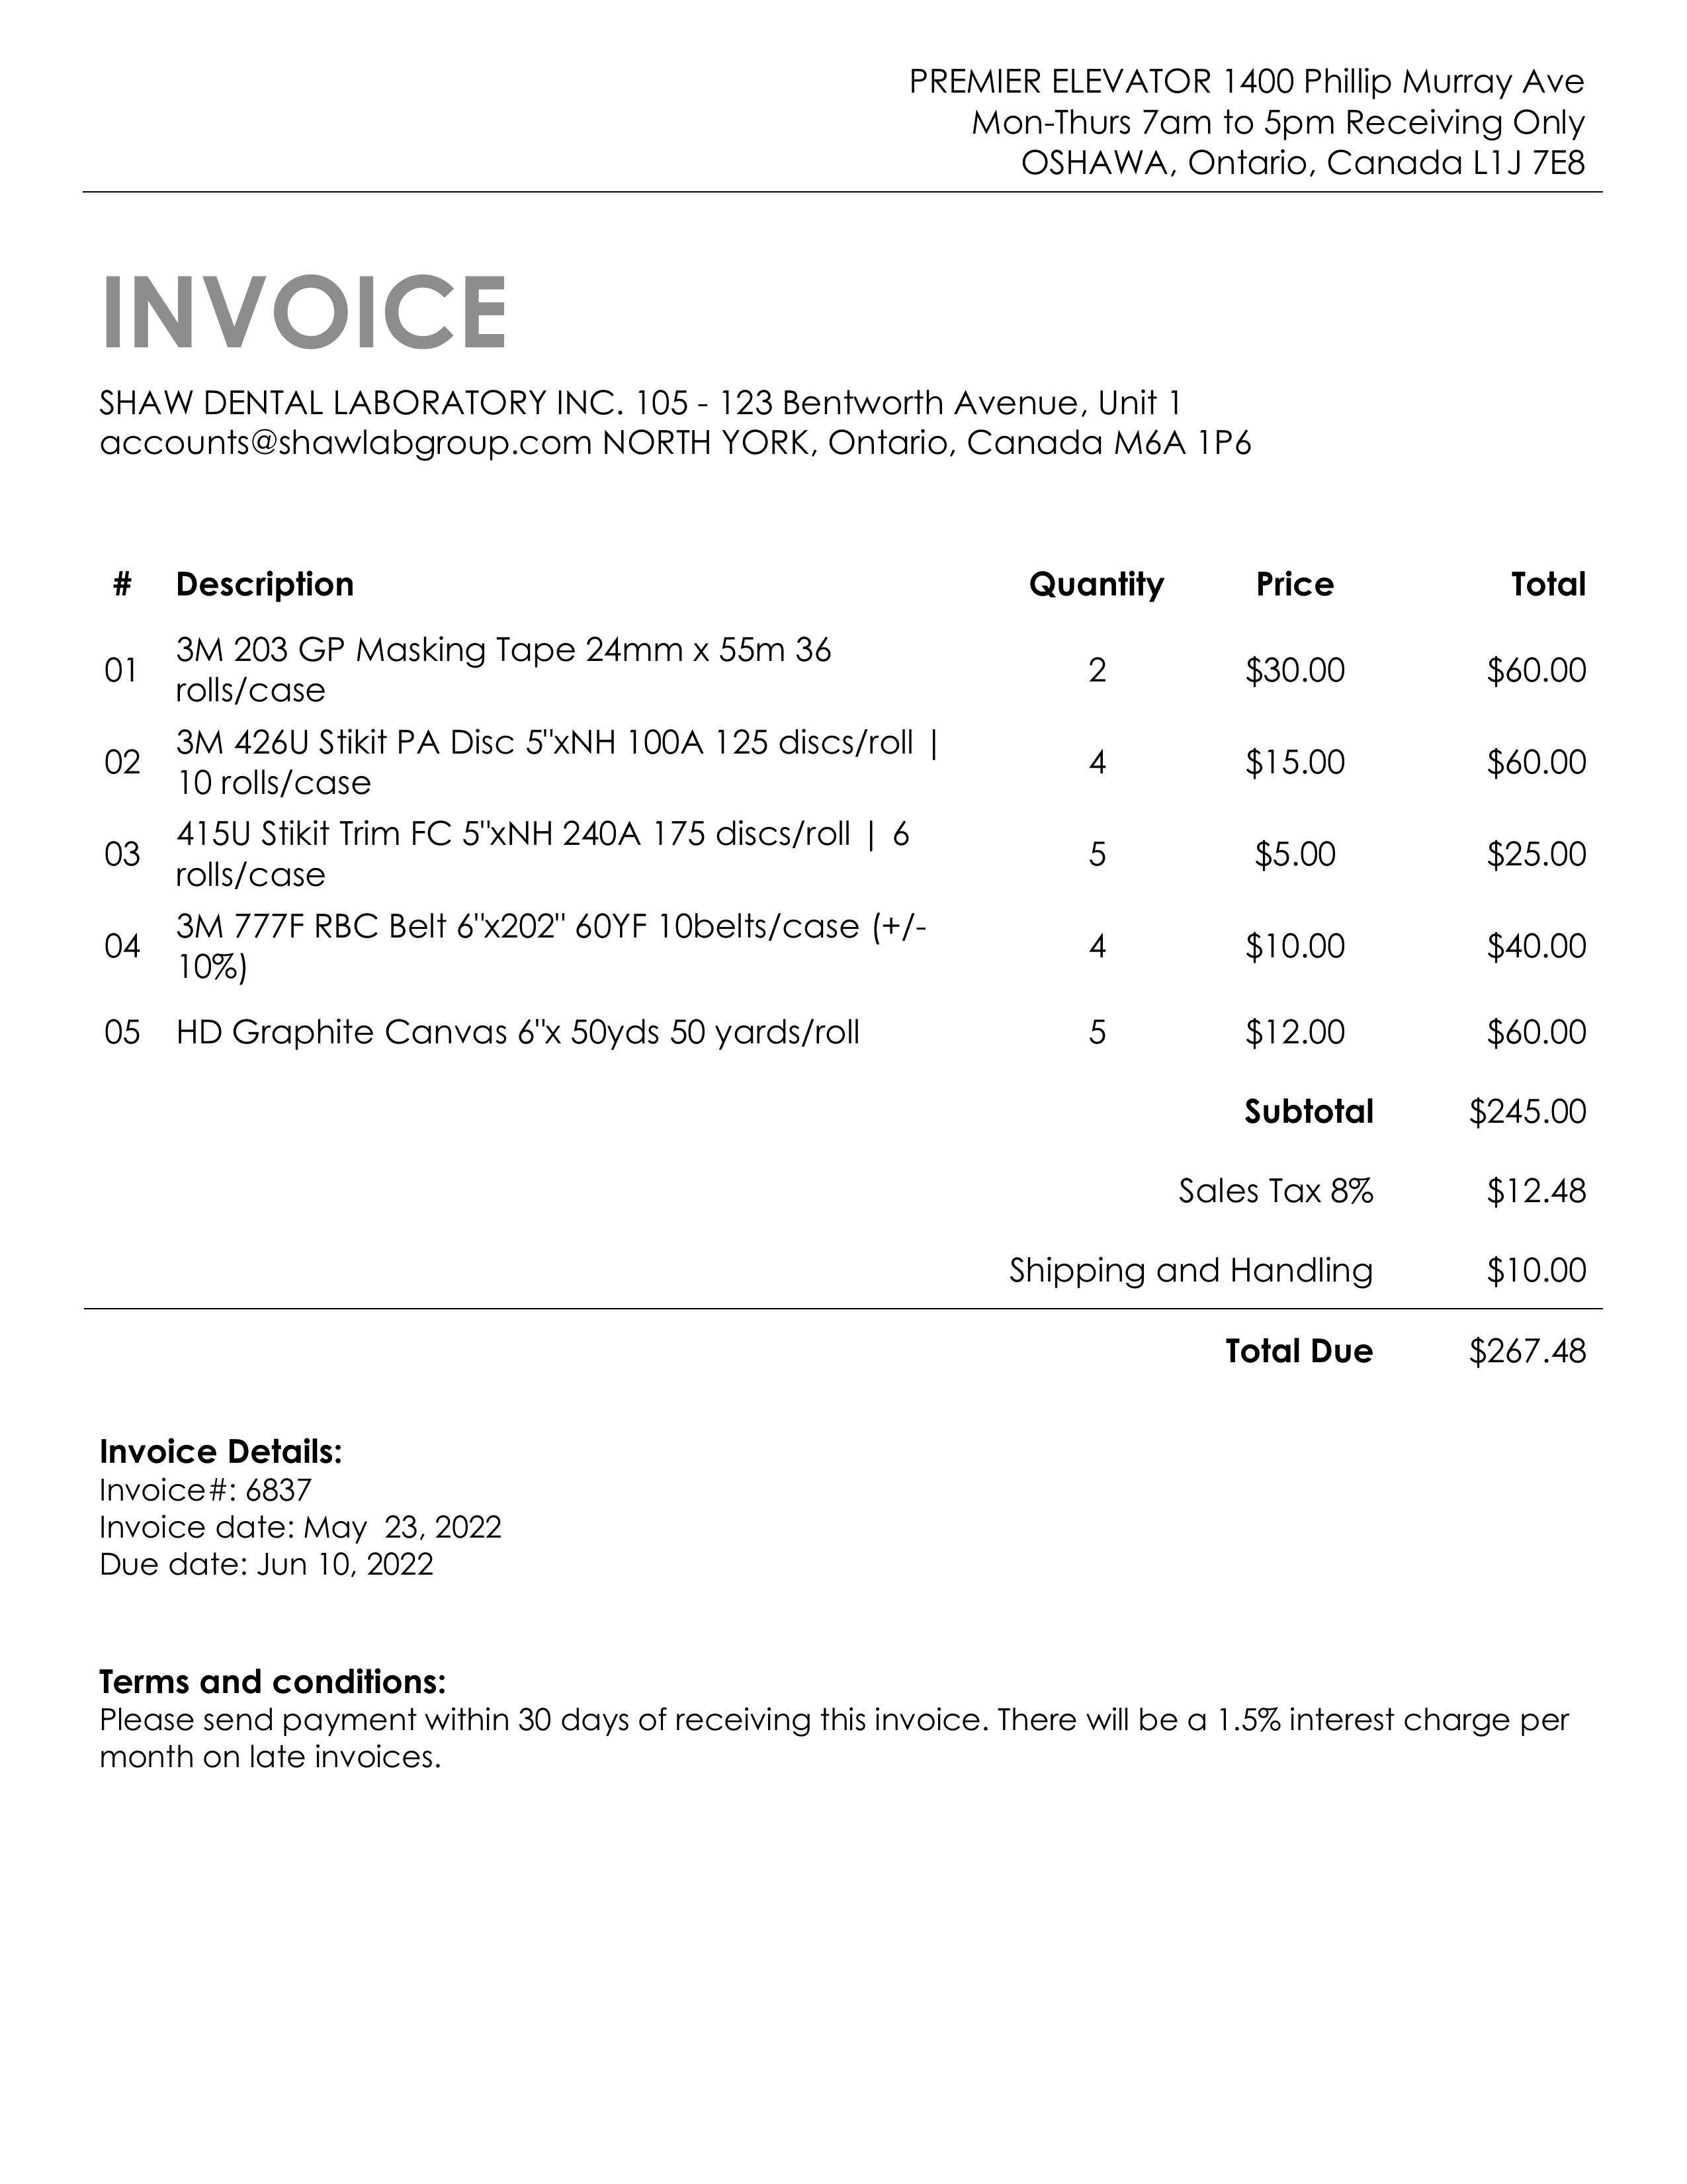 PREMIER ELEVATOR 1400 Phillip Murray Ave
Mon-Thurs 7am to 5pm Receiving Only
OSHAWA, Ontario, Canada L1J 7E8
INVOICE
SHAW DENTAL LABORATORY INC. 105 - 123 Bentworth Avenue, Unit 1
accounts@shawlabgroup.com NORTH YORK, Ontario, Canada M6A 1P6
# Description Quantity Price Total
01 3M 203 GP Masking Tape 24mm x 55m 36
rolls/case 2 $30.00 $60.00
02 3M 426U Stikit PA Disc 5"xNH 100A 125 discs/roll |
10 rolls/case 4 $15.00 $60.00
03 415U Stikit Trim FC 5"xNH 240A 175 discs/roll | 6
rolls/case 5 $5.00 $25.00
04 3M 777F RBC Belt 6"x202" 60YF 10belts/case (+/-
10%) 4 $10.00 $40.00
05 HD Graphite Canvas 6"x 50yds 50 yards/roll 5 $12.00 $60.00
Subtotal $245.00
Sales Tax 8% $12.48
Shipping and Handling $10.00
Total Due $267.48
Invoice Details:
Invoice#: 6837
Invoice date: May  23, 2022
Due date: Jun 10, 2022
Terms and conditions:
Please send payment within 30 days of receiving this invoice. There will be a 1.5% interest charge per
month on late invoices.